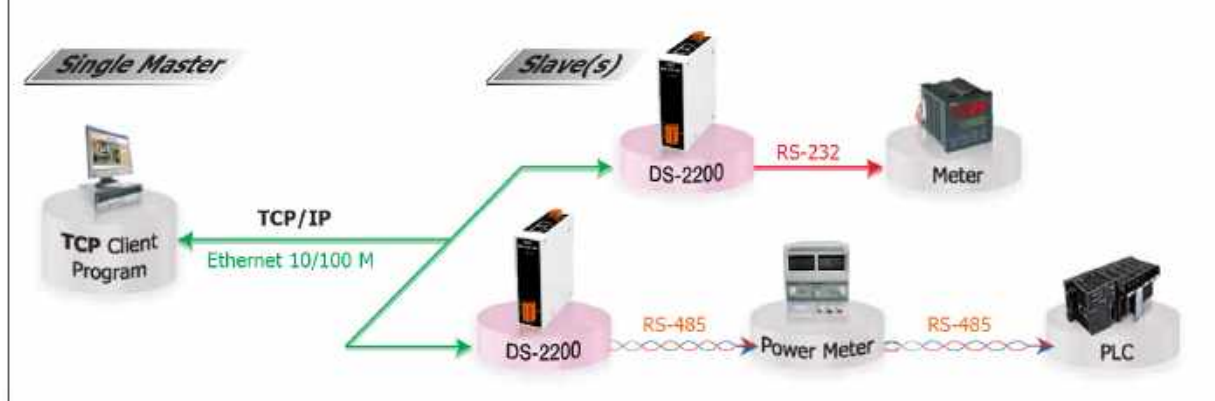 Single Master
Slave(s)
DS-2200
RS-232
Meter
TCP/IP
Ethernet 10/100 M
TCP Client
Program
DS-2200
RS-485
Power Meter
RS-485
PLC